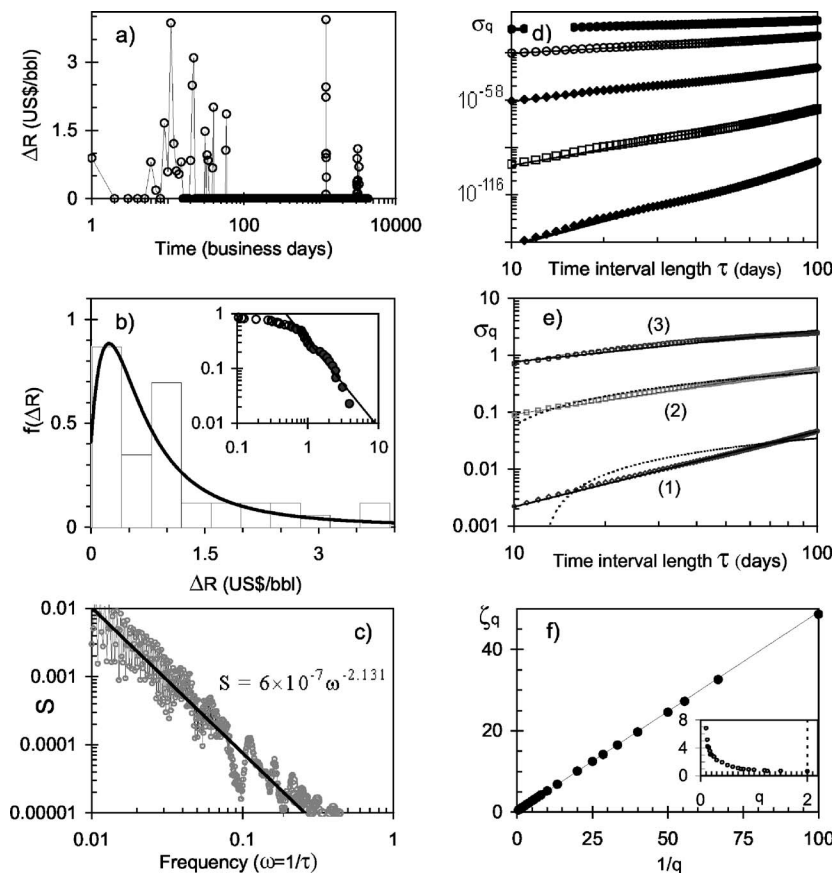 a)
ΔR (US$/bbl)
3
1.5
0
1
100
10000
Time (business days)
b)
f(ΔR)
1
0.5
0
0
1.5
3
ΔR (US$/bbl)
1
0.1
0.01
0.1
1
10
c)
S
0.01
0.001
0.0001
0.00001
S = 6×10^-7 ω^-2.131
0.01
0.1
1
Frequency (ω=1/τ)
d)
σq
10^-58
10^-116
10
100
Time interval length τ (days)
e)
σq
10
1
0.1
0.01
0.001
(3)
(2)
(1)
10
100
Time interval length τ (days)
f)
ζq
40
20
0
0
25
50
75
100
1/q
8
4
0
0
q
2